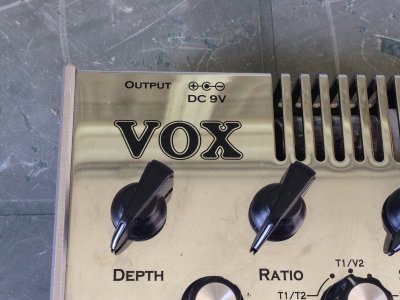 OUTPUT
DC 9V
VOX
DEPTH
RATIO
T1/V2
T1/T2